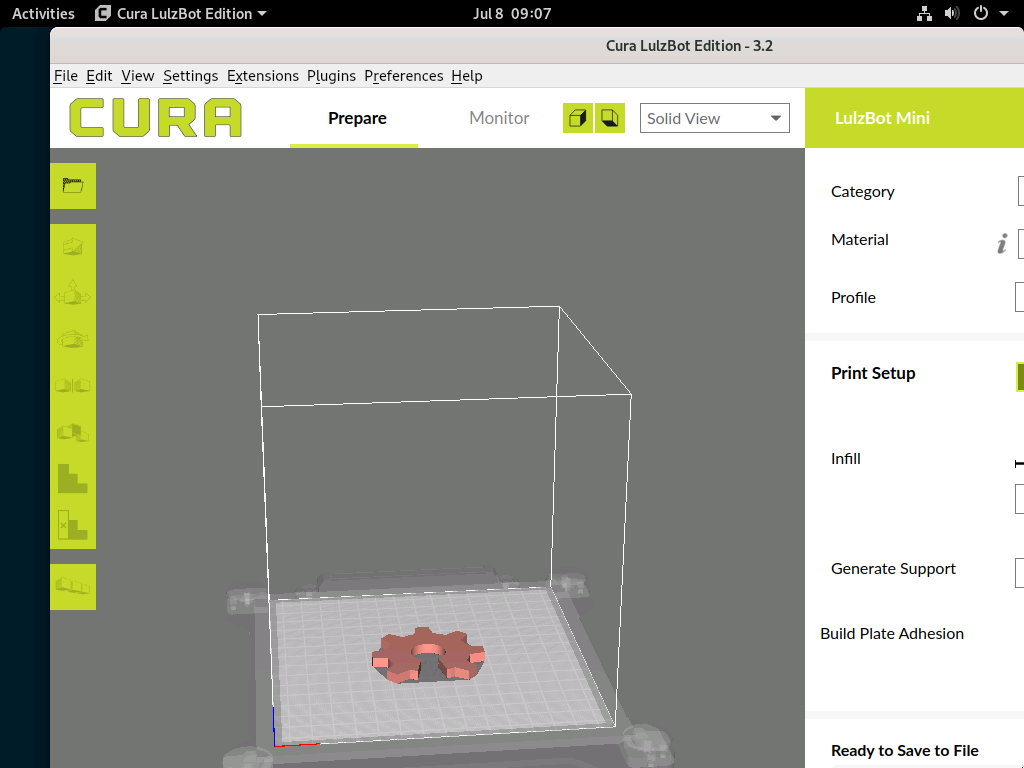 Activities Cura LulzBot Edition Jul 8 09:07
Cura LulzBot Edition - 3.2
File Edit View Settings Extensions Plugins Preferences Help
CURA Prepare Monitor Solid View LulzBot Mini
Category
Material i
Profile
Print Setup
Infill
Generate Support
Build Plate Adhesion
Ready to Save to File